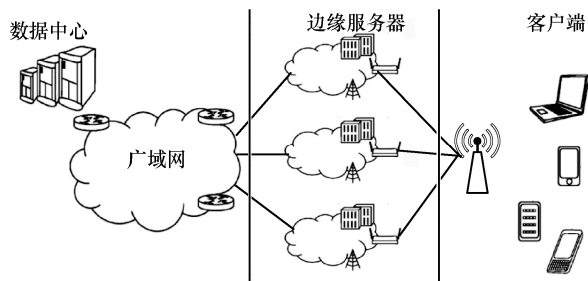 数据中心
边缘服务器
客户端
广域网